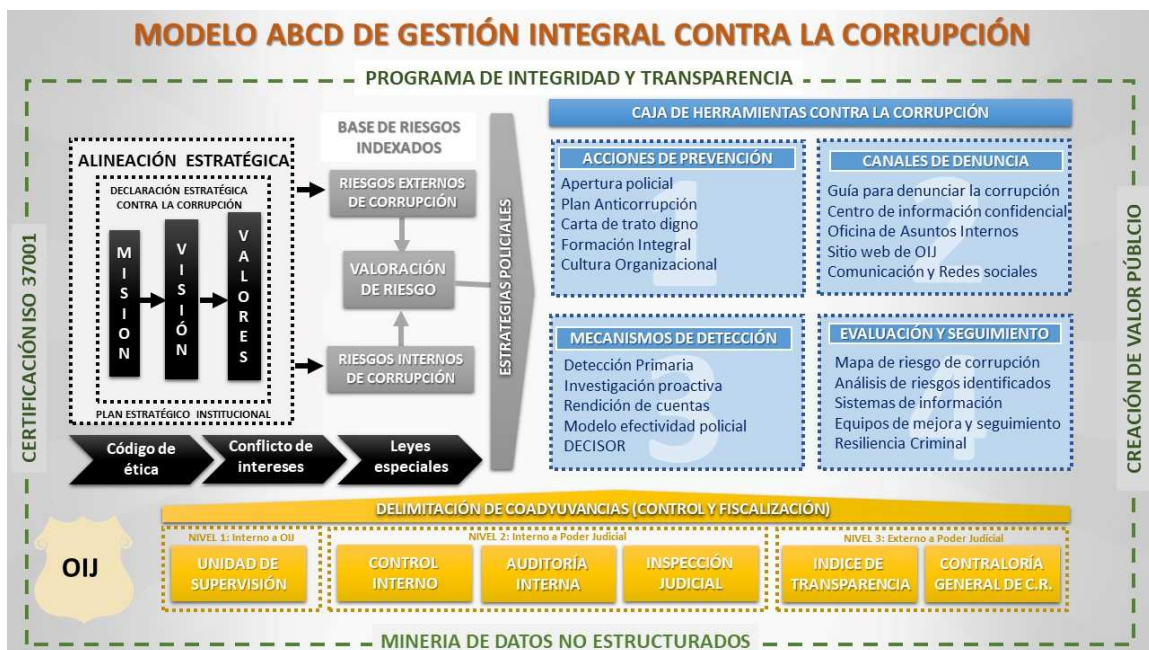 MODELO ABCD DE GESTIÓN INTEGRAL CONTRA LA CORRUPCIÓN
PROGRAMA DE INTEGRIDAD Y TRANSPARENCIA
CERTIFICACIÓN ISO 37001
ALINEACIÓN ESTRATÉGICA
DECLARACIÓN ESTRATÉGICA
CONTRA LA CORRUPCIÓN
MISION
VISIÓN
VALORES
PLAN ESTRATÉGICO INSTITUCIONAL
BASE DE RIESGOS
INDEXADOS
RIESGOS EXTERNOS
DE CORRUPCIÓN
VALORACIÓN
DE RIESGO
RIESGOS INTERNOS
DE CORRUPCIÓN
Código de
ética
Conflicto de
intereses
Leyes
especiales
ESTRATEGIAS POLICIALES
CAJA DE HERRAMIENTAS CONTRA LA CORRUPCIÓN
1
ACCIONES DE PREVENCIÓN
Apertura policial
Plan Anticorrupción
Carta de trato digno
Formación Integral
Cultura Organizacional
2
CANALES DE DENUNCIA
Guía para denunciar la corrupción
Centro de información confidencial
Oficina de Asuntos Internos
Sitio web de OIJ
Comunicación y Redes sociales
3
MECANISMOS DE DETECCIÓN
Detección Primaria
Investigación proactiva
Rendición de cuentas
Modelo efectividad policial
DECISOR
4
EVALUACIÓN Y SEGUIMIENTO
Mapa de riesgo de corrupción
Análisis de riesgos identificados
Sistemas de información
Equipos de mejora y seguimiento
Resiliencia Criminal
CREACIÓN DE VALOR PÚBLCIO
DELIMITACIÓN DE COADYUVANCIAS (CONTROL Y FISCALIZACIÓN)
OIJ
NIVEL 1: Interno a OIJ
UNIDAD DE
SUPERVISIÓN
NIVEL 2: Interno a Poder Judicial
CONTROL
INTERNO
AUDITORÍA
INTERNA
INSPECCIÓN
JUDICIAL
NIVEL 3: Externo a Poder Judicial
INDICE DE
TRANSPARENCIA
CONTRALORÍA
GENERAL DE C.R.
MINERIA DE DATOS NO ESTRUCTURADOS